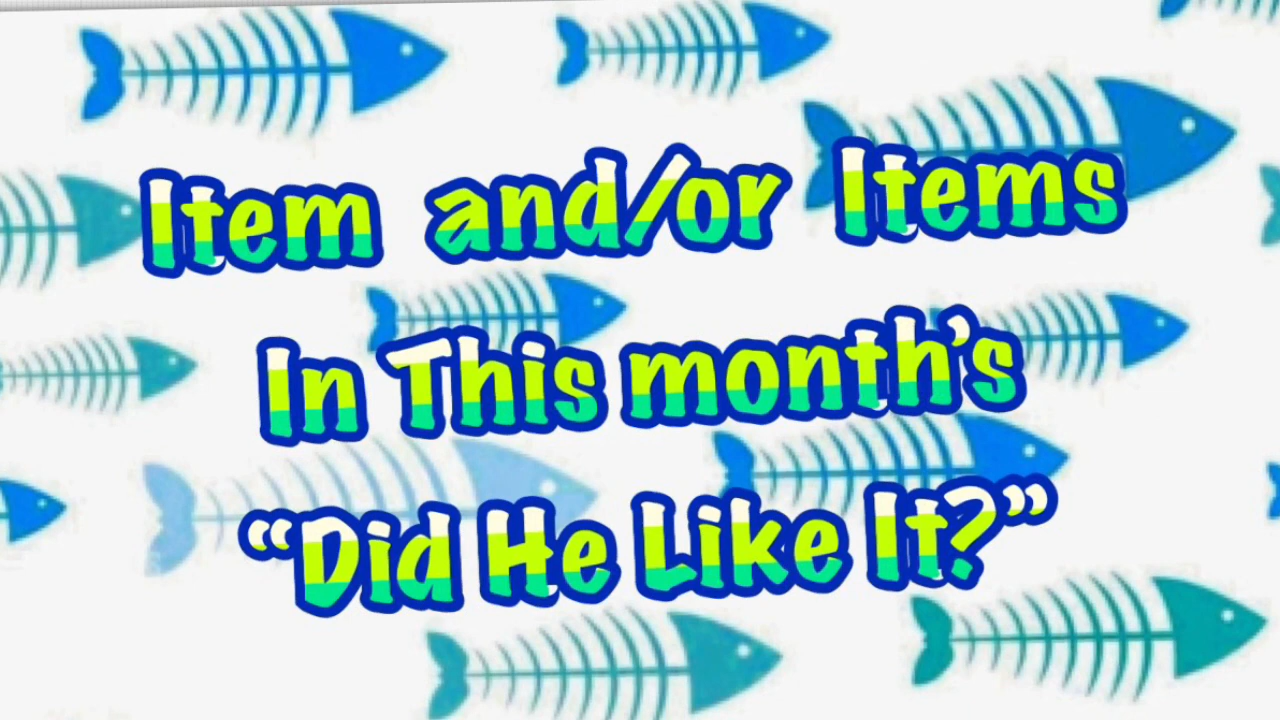 Item and/or Items
In This month's
“Did He Like It?”